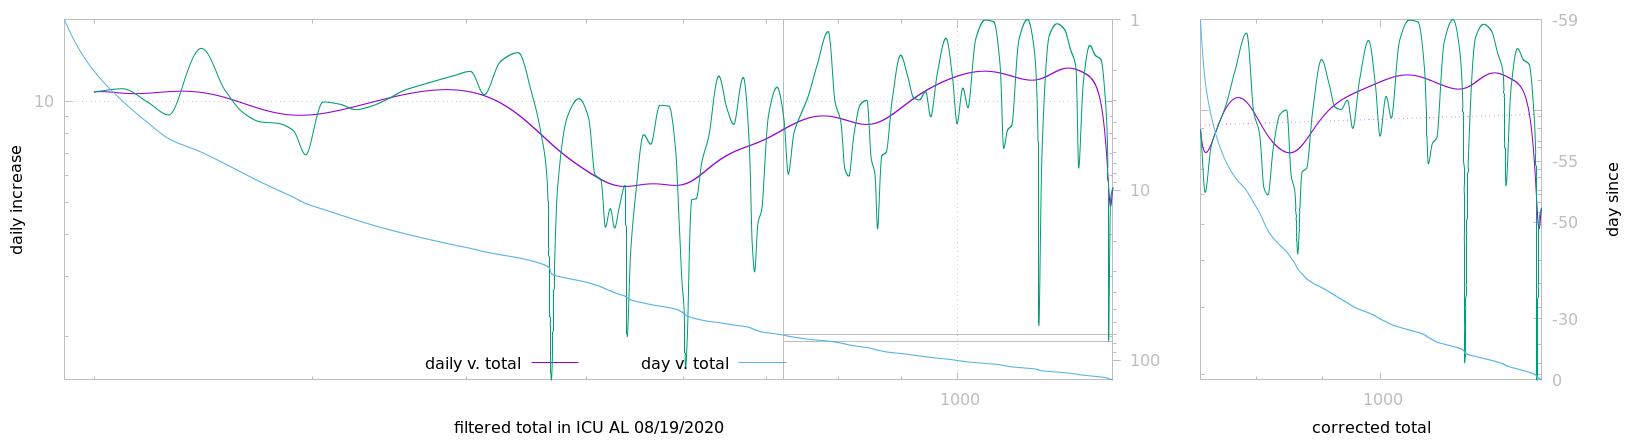 daily increase
10
daily v. total
day v. total
1000
filtered total in ICU AL 08/19/2020
1
10
100
1000
corrected total
-59
-55
-50
-30
0
day since